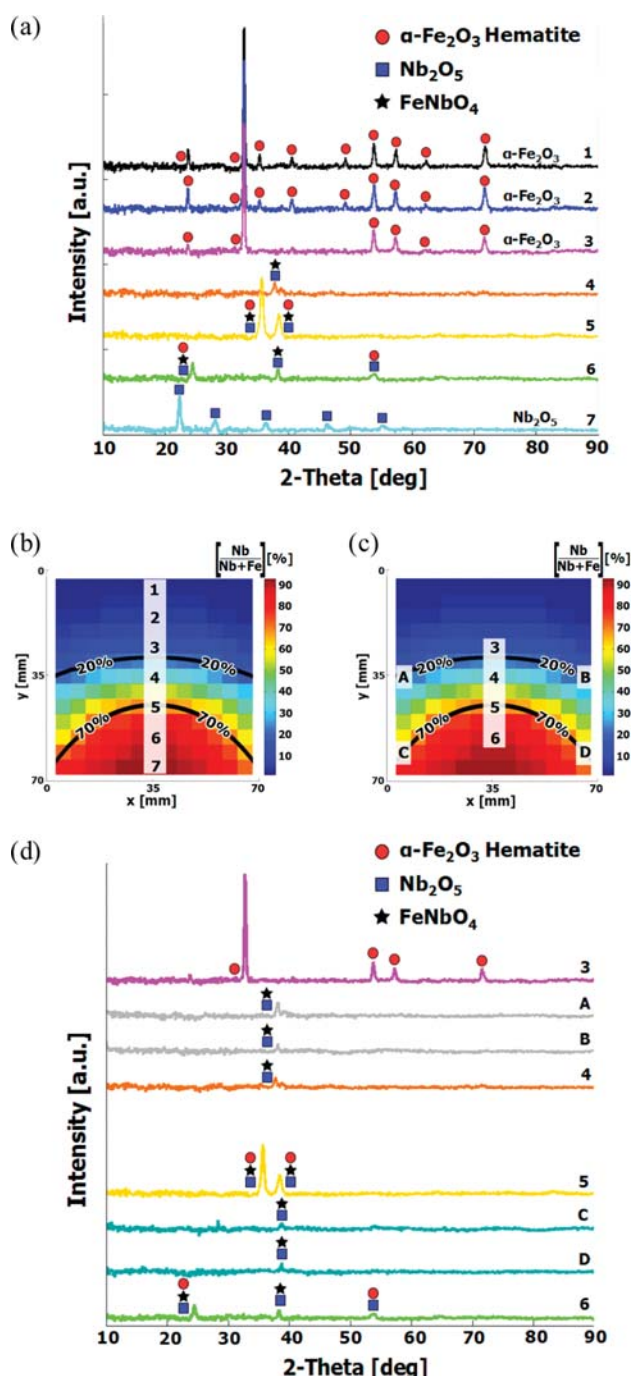 (a)
α-Fe2O3 Hematite
Nb2O5
FeNbO4
α-Fe2O3 1
α-Fe2O3 2
α-Fe2O3 3
4
5
6
Nb2O5 7
Intensity [a.u.]
10 20 30 40 50 60 70 80 90
2-Theta [deg]
(b)
[Nb/Nb+Fe] [%]
0
35
70
y [mm]
1
2
3
20% 20%
4
5
70% 70%
6
7
0 35 70
x [mm]
90
80
70
60
50
40
30
20
10
(c)
[Nb/Nb+Fe] [%]
0
35
70
y [mm]
3
20% 20%
A 4 B
5
70% 70%
C 6 D
0 35 70
x [mm]
90
80
70
60
50
40
30
20
10
(d)
α-Fe2O3 Hematite
Nb2O5
FeNbO4
3
A
B
4
5
C
D
6
Intensity [a.u.]
10 20 30 40 50 60 70 80 90
2-Theta [deg]